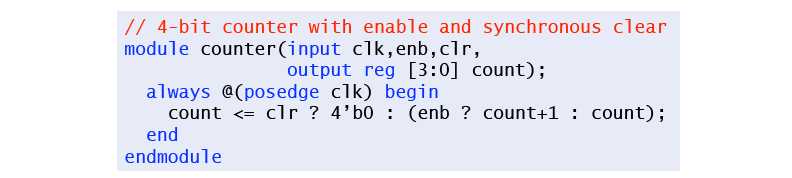 // 4-bit counter with enable and synchronous clear
module counter(input clk,enb,clr,
output reg [3:0] count);
always @(posedge clk) begin
count <= clr ? 4’b0 : (enb ? count+1 : count);
end
endmodule